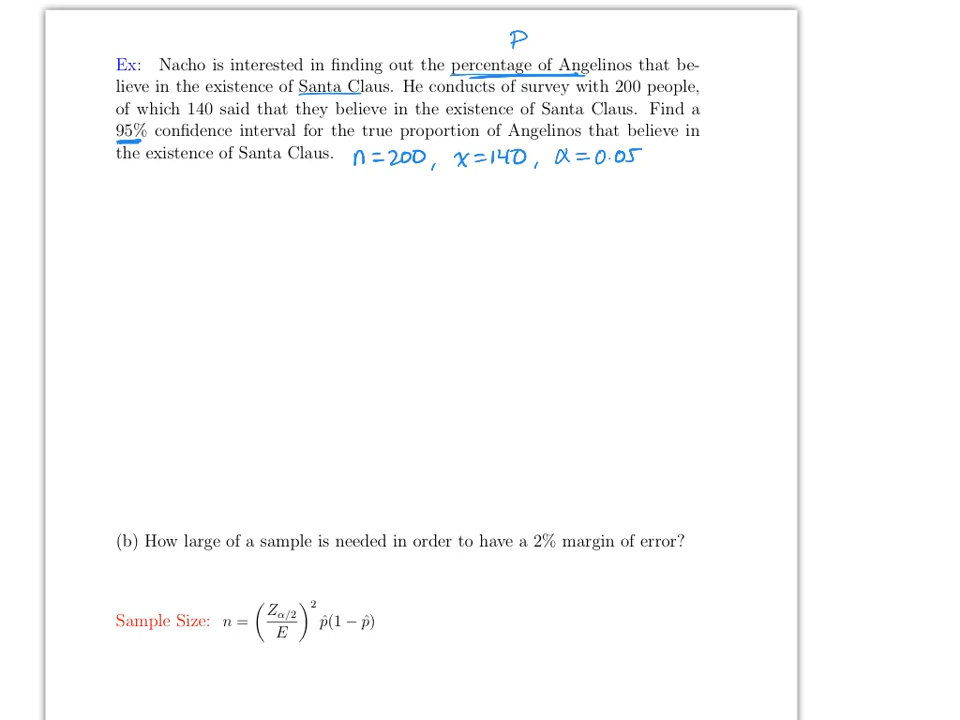 P
Ex: Nacho is interested in finding out the percentage of Angelinos that be-
lieve in the existence of Santa Claus. He conducts of survey with 200 people,
of which 140 said that they believe in the existence of Santa Claus. Find a
95% confidence interval for the true proportion of Angelinos that believe in
the existence of Santa Claus. n=200, x=140, α=0.05
(b) How large of a sample is needed in order to have a 2% margin of error?
Sample Size: n = (Z_{α/2}/E)^2 p̂(1 − p̂)